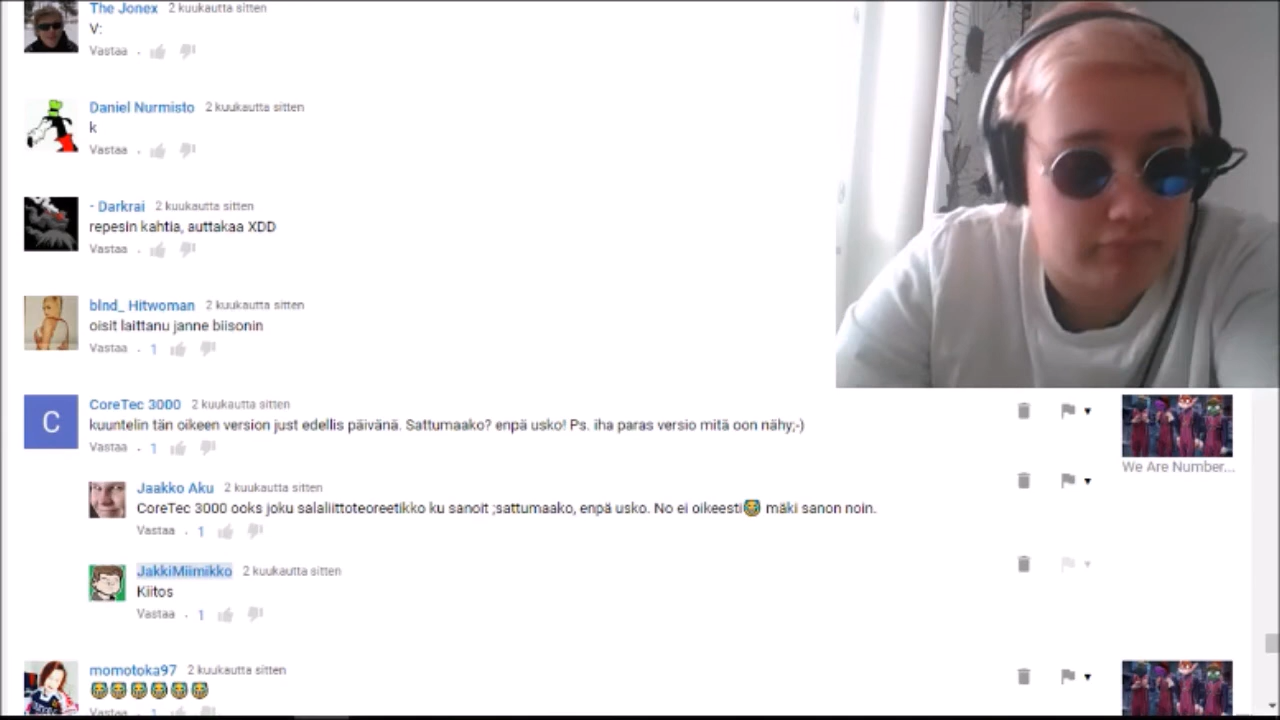 The Jonex 2 kuukautta sitten
V:
Vastaa
Daniel Nurmisto 2 kuukautta sitten
k
Vastaa
- Darkrai 2 kuukautta sitten
repesin kahtia, auttakaa XDD
Vastaa
blnd_ Hitwoman 2 kuukautta sitten
oisit laittanu janne biisonin
Vastaa · 1
C
CoreTec 3000 2 kuukautta sitten
kuuntelin tän oikeen version just edellis päivänä. Sattumaako? enpä usko! Ps. iha paras versio mitä oon nähy;-)
Vastaa · 1
We Are Number...
Jaakko Aku 2 kuukautta sitten
CoreTec 3000 ooks joku salaliittoteoreetikko ku sanoit ;sattumaako, enpä usko. No ei oikeesti😂 mäki sanon noin.
Vastaa · 1
JakkiMiimikko 2 kuukautta sitten
Kiitos
Vastaa · 1
momotoka97 2 kuukautta sitten
😂😂😂😂😂😂
Vastaa · 1